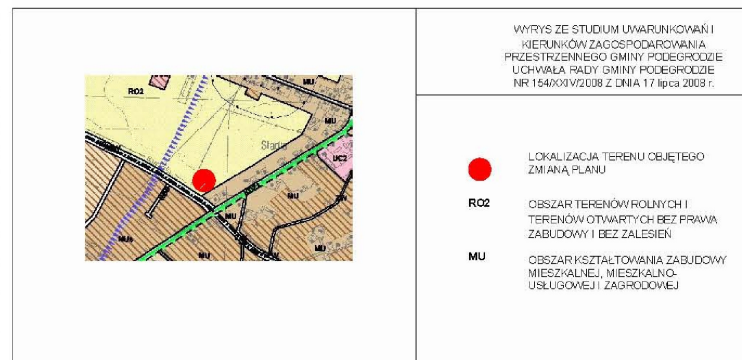 WYRYS ZE STUDIUM UWARUNKOWAŃ I
KIERUNKÓW ZAGOSPODAROWANIA
PRZESTRZENNEGO GMINY PODEGRODZIE
UCHWAŁA RADY GMINY PODEGRODZIE
NR 154/XXIV/2008 Z DNIA 17 lipca 2008 r.
LOKALIZACJA TERENU OBJĘTEGO
ZMIANĄ PLANU
RO2 OBSZAR TERENÓW ROLNYCH I
TERENÓW OTWARTYCH BEZ PRAWA
ZABUDOWY I BEZ ZALESIEŃ
MU OBSZAR KSZTAŁTOWANIA ZABUDOWY
MIESZKALNEJ, MIESZKALNO-
USŁUGOWEJ I ZAGRODOWEJ
RO2
MU
MU
UC2
MU
MU
MU
MU